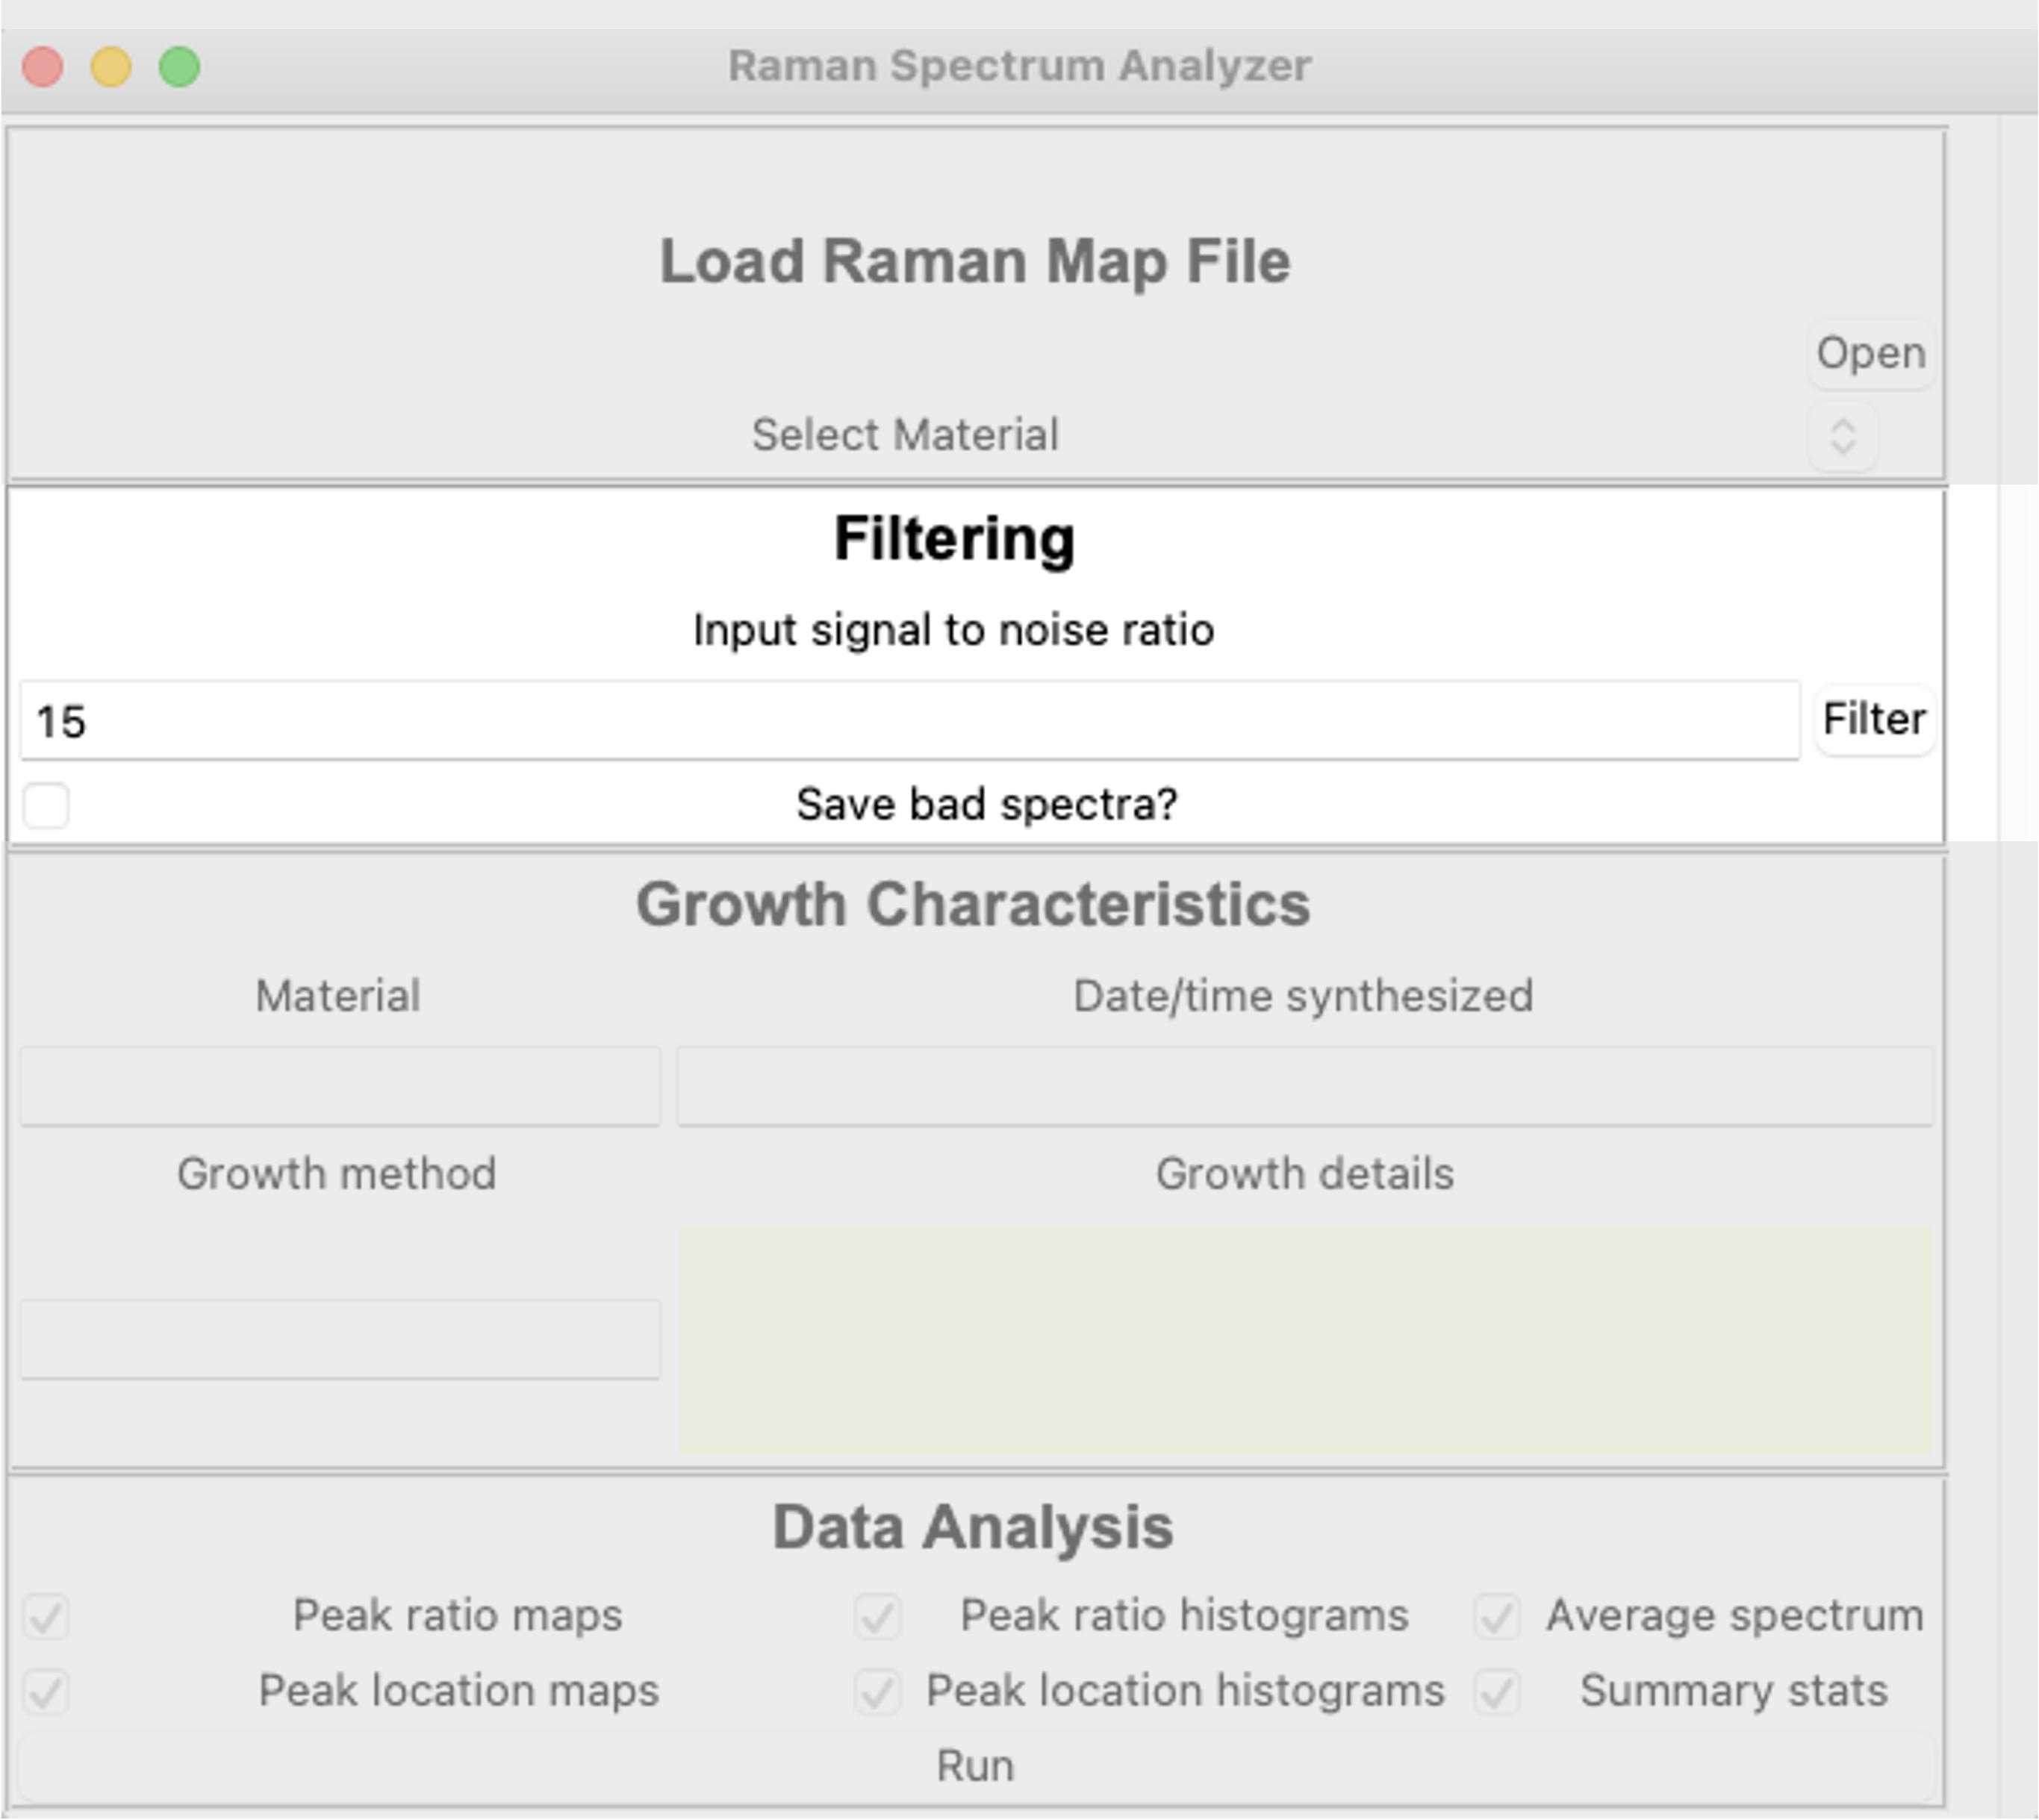 Raman Spectrum Analyzer
Load Raman Map File
Open
Select Material
Filtering
Input signal to noise ratio
15 Filter
Save bad spectra?
Growth Characteristics
Material Date/time synthesized
Growth method Growth details
Data Analysis
Peak ratio maps Peak ratio histograms Average spectrum
Peak location maps Peak location histograms Summary stats
Run